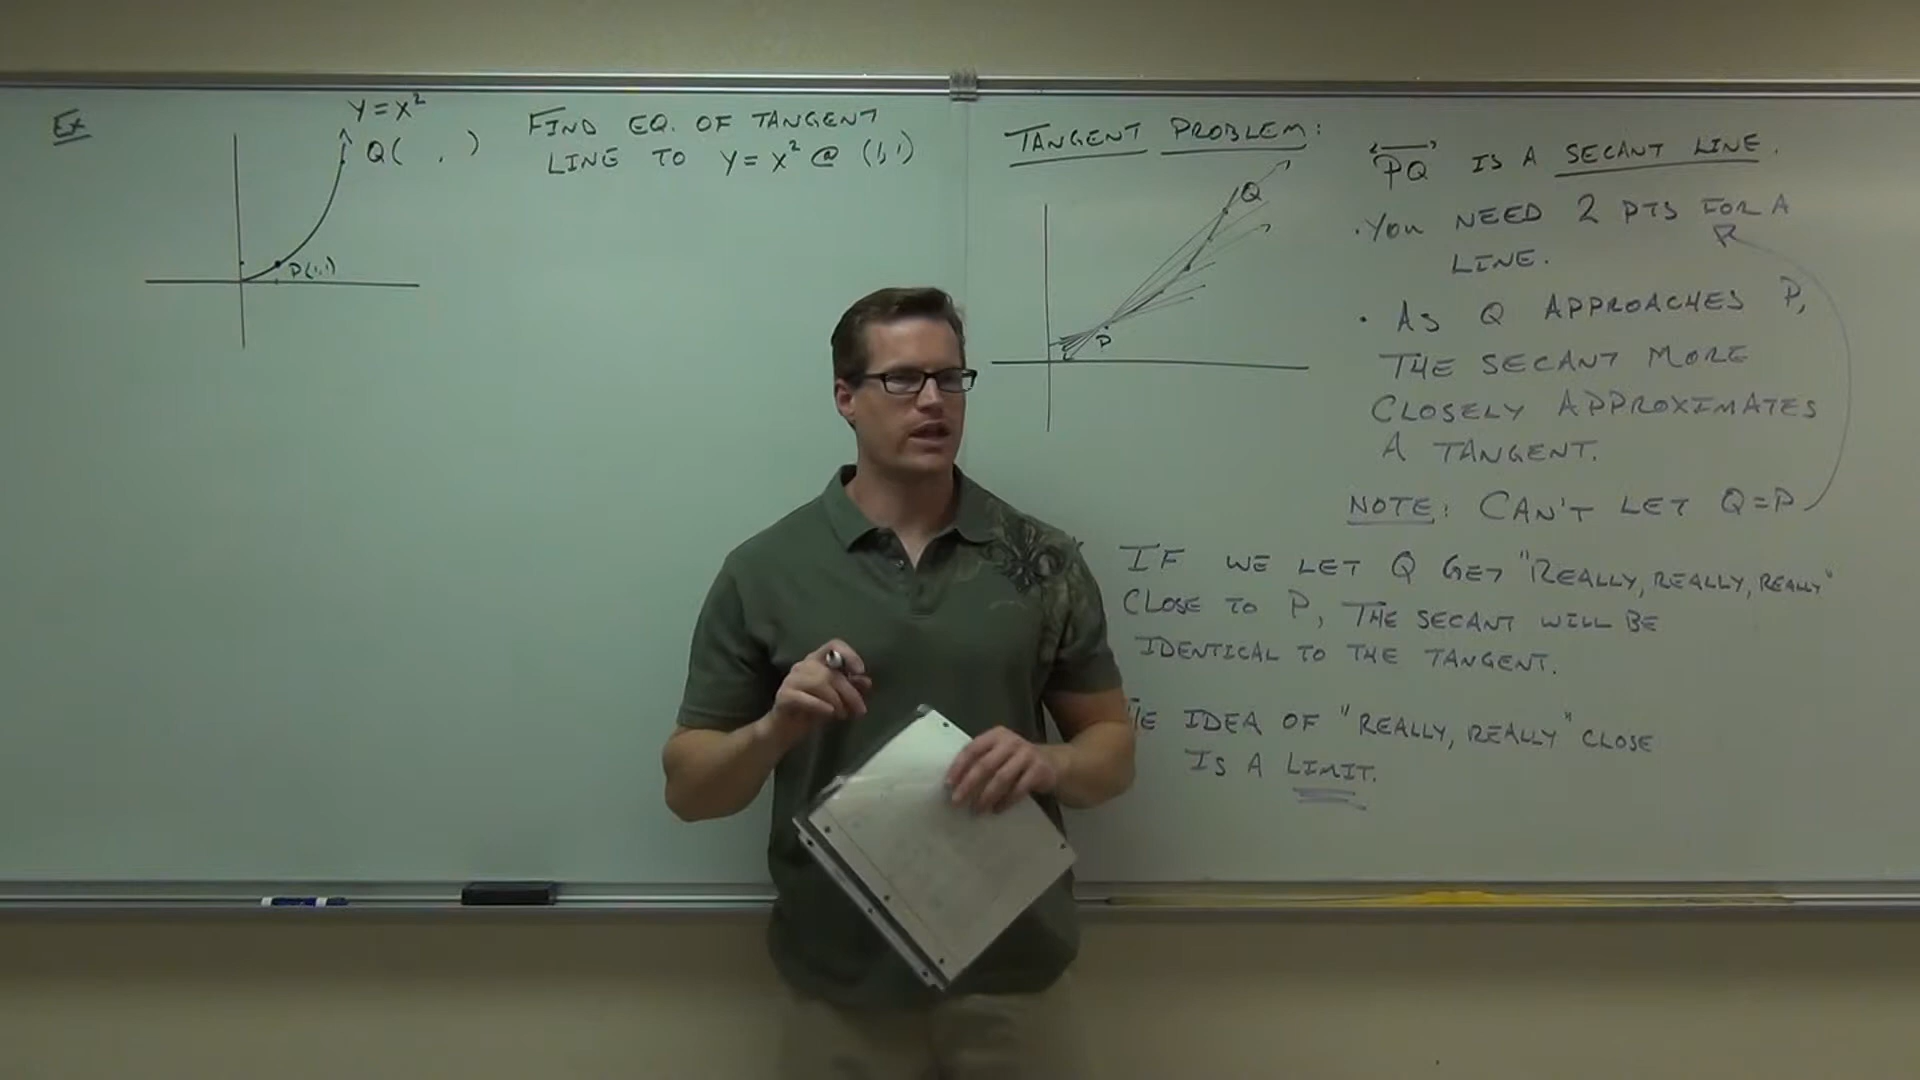 Ex
Y = X²
Q( , )
P(1,1)
FIND EQ. OF TANGENT
LINE TO Y = X² @ (1,1)
TANGENT PROBLEM:
Q
P
PQ IS A SECANT LINE.
• YOU NEED 2 PTS FOR A
LINE.
• AS Q APPROACHES P,
THE SECANT MORE
CLOSELY APPROXIMATES
A TANGENT.
NOTE: CAN'T LET Q=P
IF WE LET Q GET "REALLY, REALLY, REALLY"
CLOSE TO P, THE SECANT WILL BE
IDENTICAL TO THE TANGENT.
IDEA OF "REALLY, REALLY" CLOSE
IS A LIMIT.